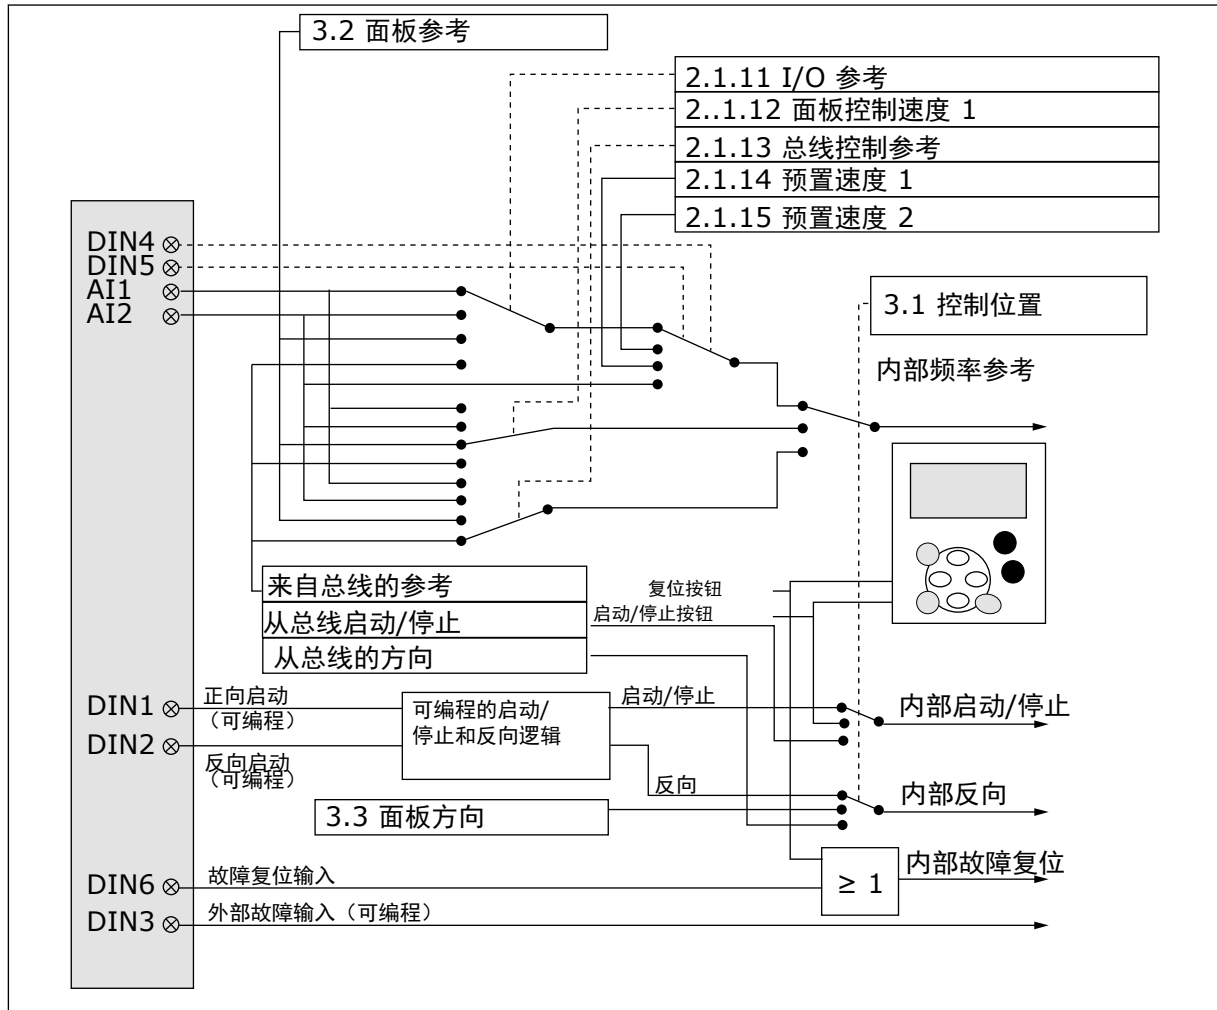 3.2 面板参考
2.1.11 I/O 参考
2..1.12 面板控制速度 1
2.1.13 总线控制参考
2.1.14 预置速度 1
2.1.15 预置速度 2
DIN4
DIN5
AI1
AI2
3.1 控制位置
内部频率参考
来自总线的参考
从总线启动/停止
从总线的方向
复位按钮
启动/停止按钮
DIN1
正向启动
（可编程）
DIN2
反向启动
（可编程）
可编程的启动/
停止和反向逻辑
启动/停止
内部启动/停止
反向
内部反向
3.3 面板方向
DIN6
故障复位输入
≥ 1
内部故障复位
DIN3
外部故障输入（可编程）